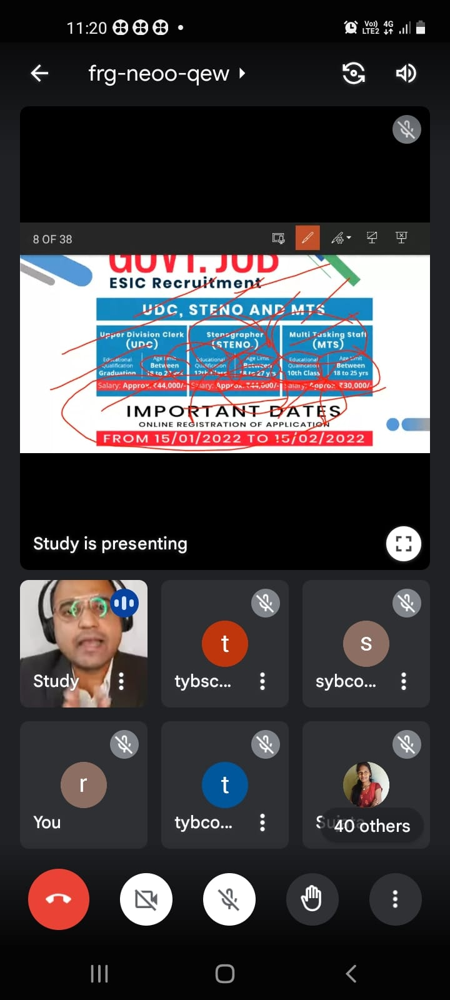 11:20
Vo)) 4G
LTE2
frg-neoo-qew
8 OF 38
GOVT. JOB
ESIC Recruitment
UDC, STENO AND MTS
Upper Division Clerk
(UDC)
Stenographer
(STENO.)
Multi Tasking Staff
(MTS)
Educational
Qualification
Graduation
Age Limit
Between
18 to 27 yrs
Educational
Qualification
12th Class
Age Limit
Between
18 to 27 yrs
Educational
Qualification
10th Class
Age Limit
Between
18 to 25 yrs
Salary: Approx. ₹44,000/-
Salary: Approx. ₹44,000/-
Salary: Approx. ₹30,000/-
IMPORTANT DATES
ONLINE REGISTRATION OF APPLICATION
FROM 15/01/2022 TO 15/02/2022
Study is presenting
Study
t
tybsc...
s
sybco...
r
You
t
tybco...
Sujata
40 others